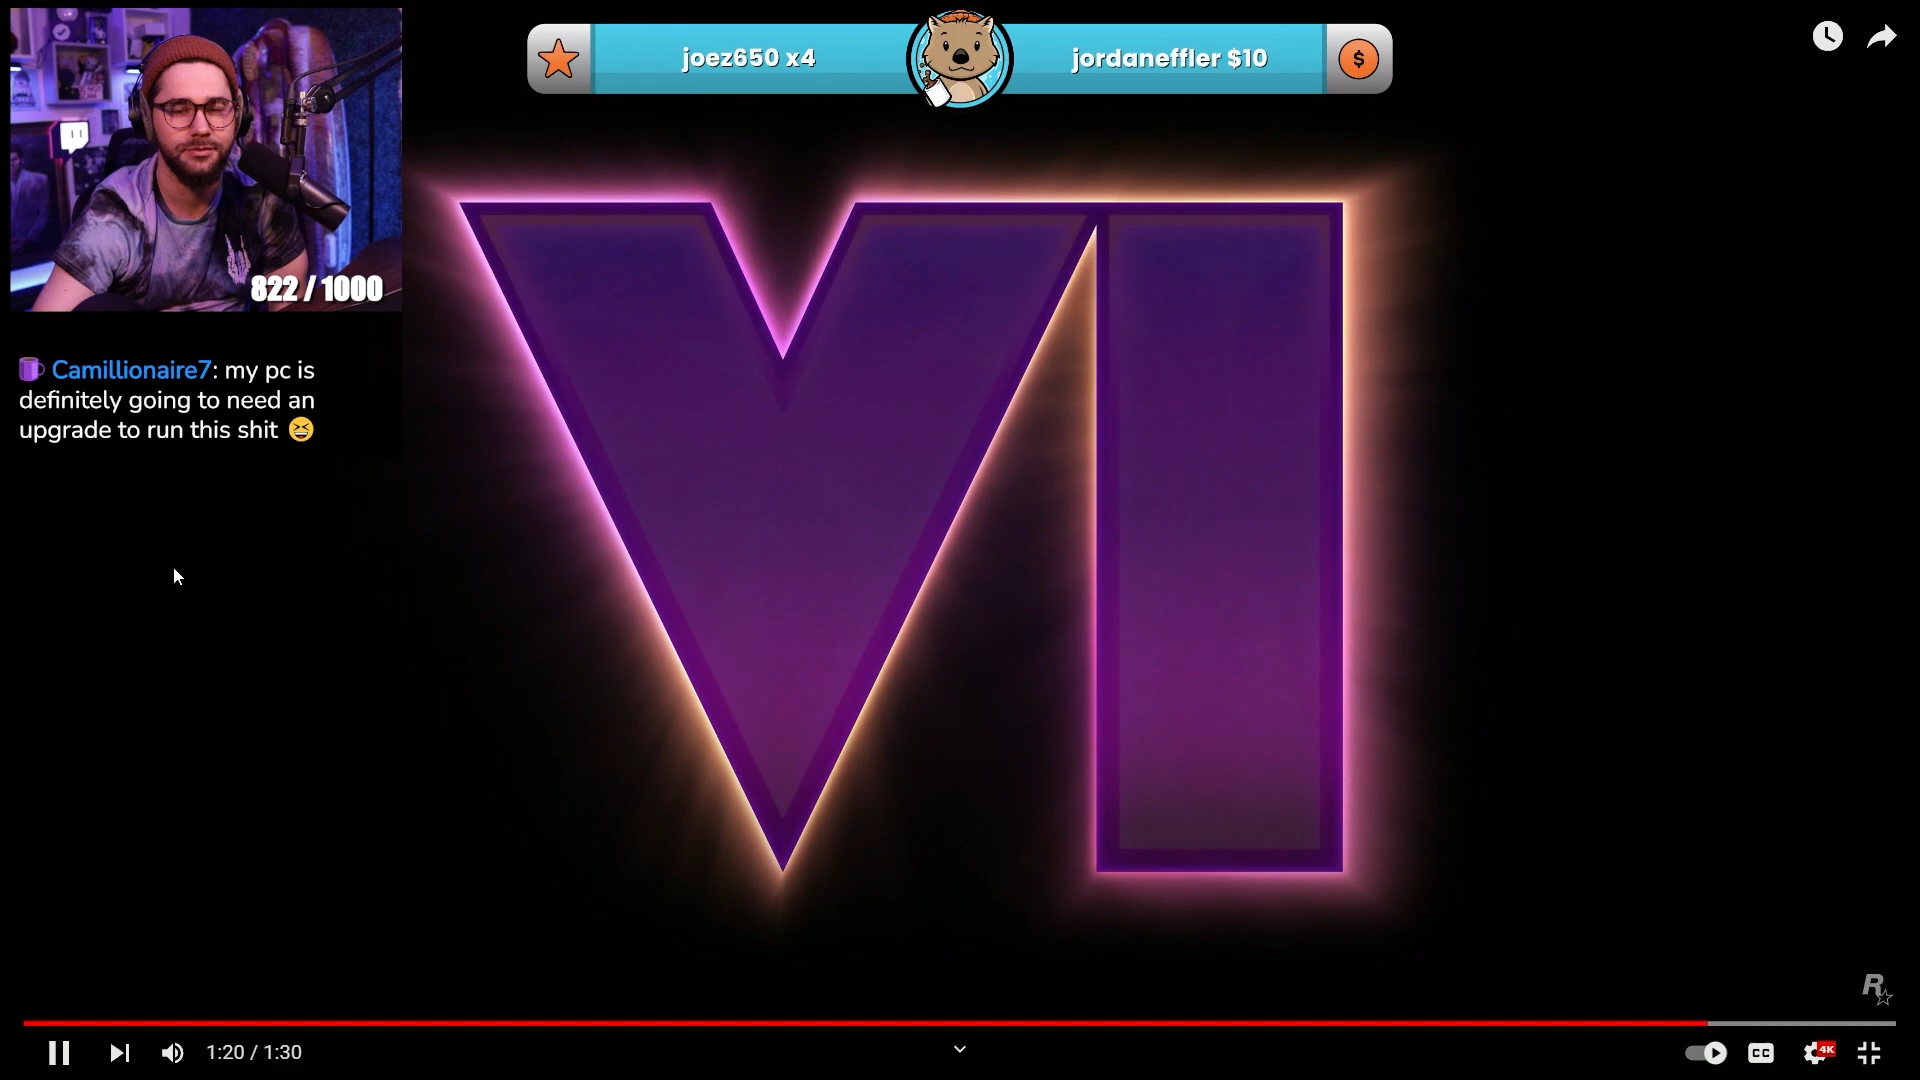 joez650 x4
jordaneffler $10
$
822 / 1000
Camillionaire7: my pc is
definitely going to need an
upgrade to run this shit 😆
VI
R
1:20 / 1:30
CC
4K